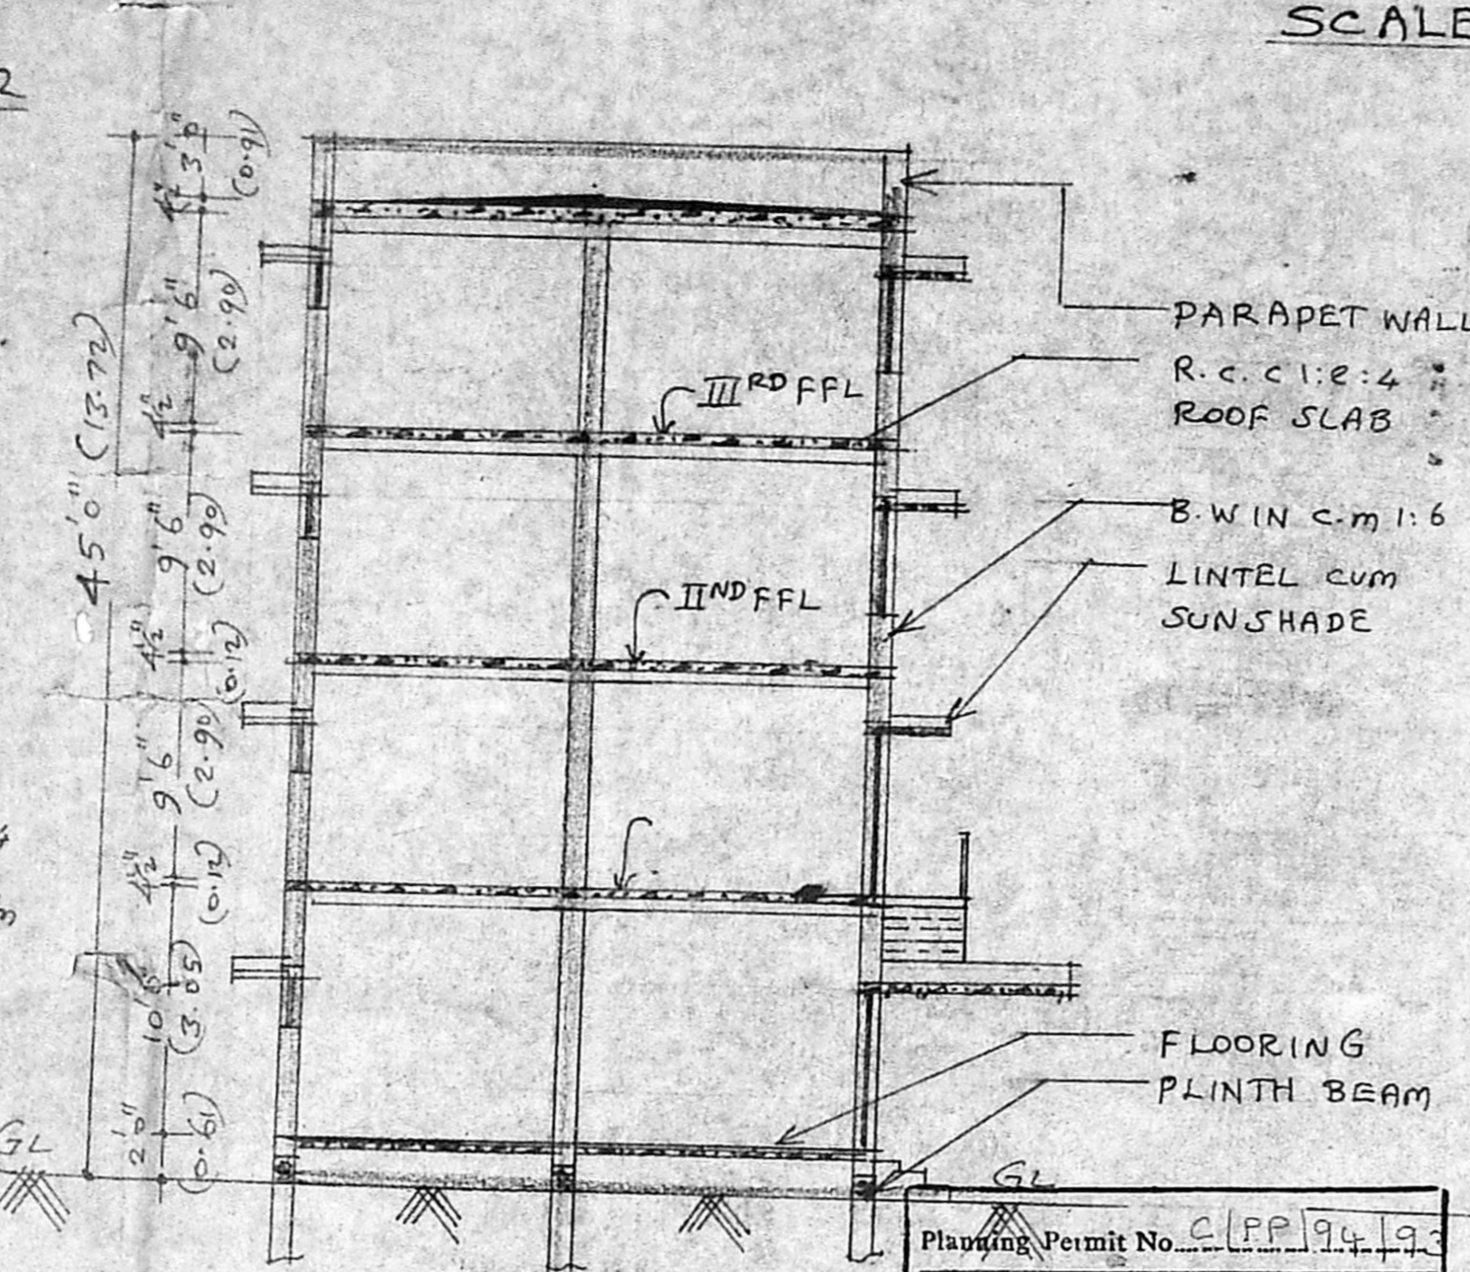 SCALE
2
3'0"
(0.91)
4½"
9'6"
(2.90)
4½"
45'0" (13.72)
9'6"
(2.90)
4½"
(0.12)
9'6"
(2.90)
4½"
(0.12)
10'0"
(3.05)
2'0"
(0.61)
GL
III RD FFL
II ND FFL
PARAPET WALL
R.C.C 1:2:4
ROOF SLAB
B.W IN C.M 1:6
LINTEL CUM
SUNSHADE
FLOORING
PLINTH BEAM
GL
Planning Permit No. C/PP/94/93